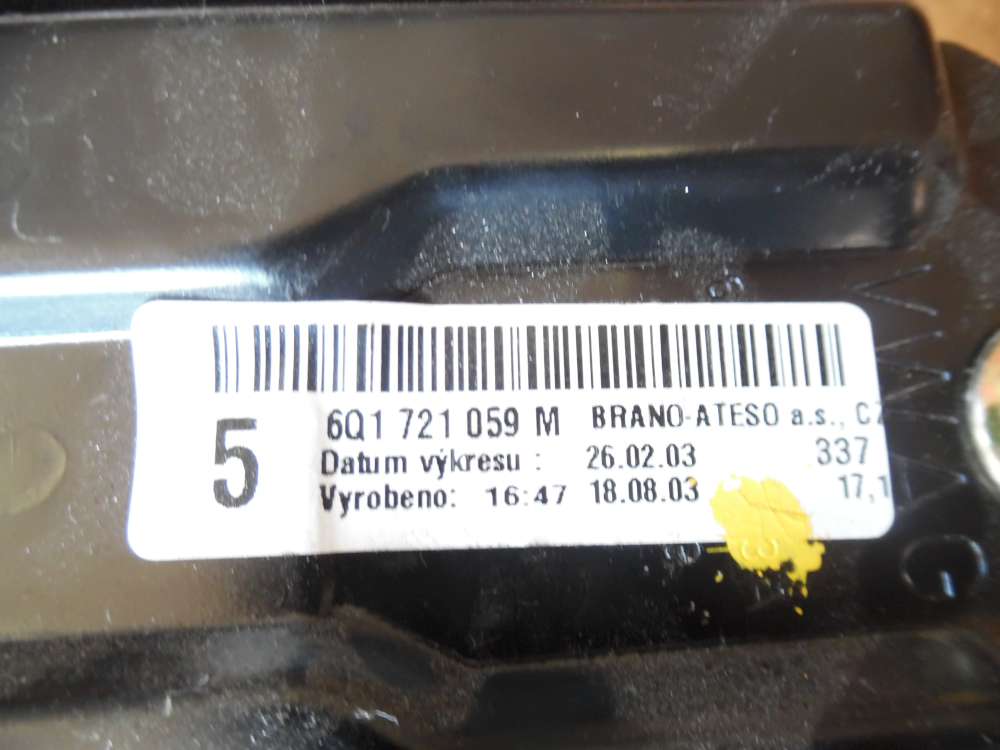 5
6Q1 721 059 M BRANO-ATESO a.s., CZ
Datum výkresu : 26.02.03 337
Vyrobeno: 16:47 18.08.03 17,1
VWAG